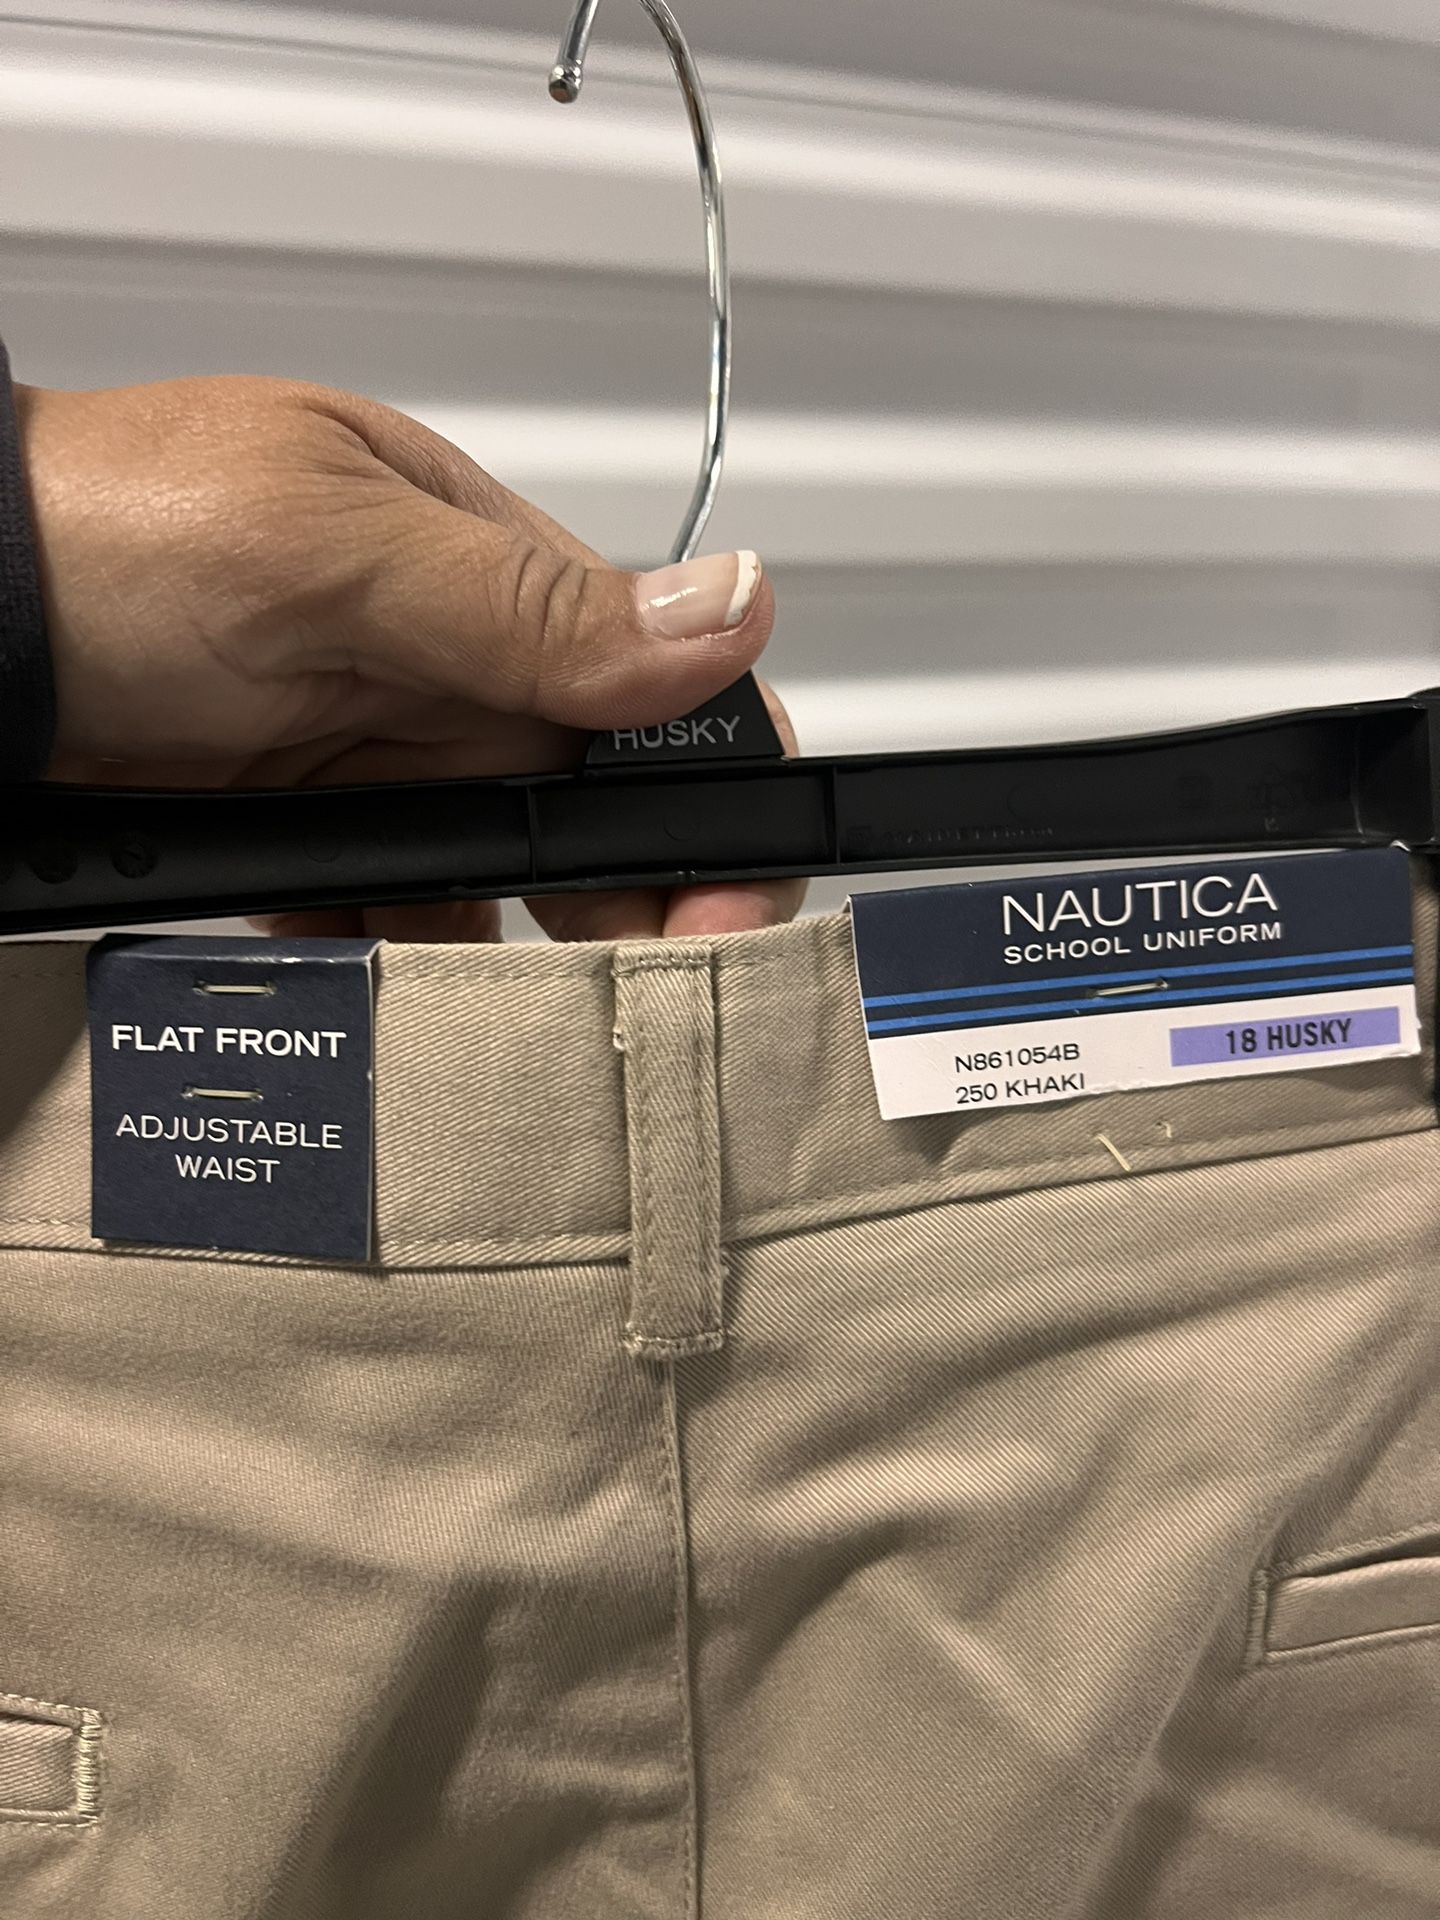 HUSKY
NAUTICA
SCHOOL UNIFORM
18 HUSKY
N861054B
250 KHAKI
FLAT FRONT
ADJUSTABLE
WAIST